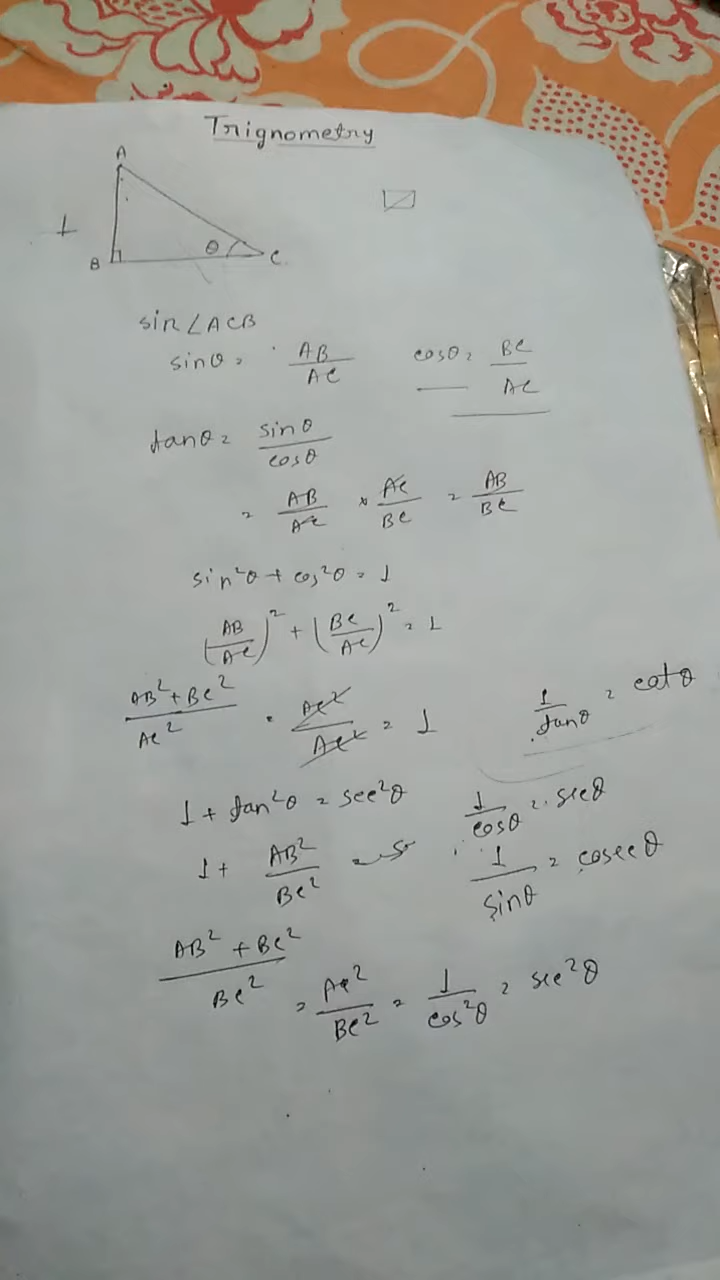 Trignometry
A
⊥
B θ C
sin∠ACB
sinθ = AB/AC cosθ = BC/AC
tanθ = sinθ/cosθ
= AB/AC × AC/BC = AB/BC
sin²θ + cos²θ = 1
(AB/AC)² + (BC/AC)² = 1
AB²+BC²/AC² = AC²/AC² = 1 1/tanθ = cotθ
1 + tan²θ = sec²θ 1/cosθ = secθ
1 + AB²/BC² = 1/sinθ = cosecθ
AB² + BC²/BC² = AC²/BC² = 1/cos²θ = sec²θ